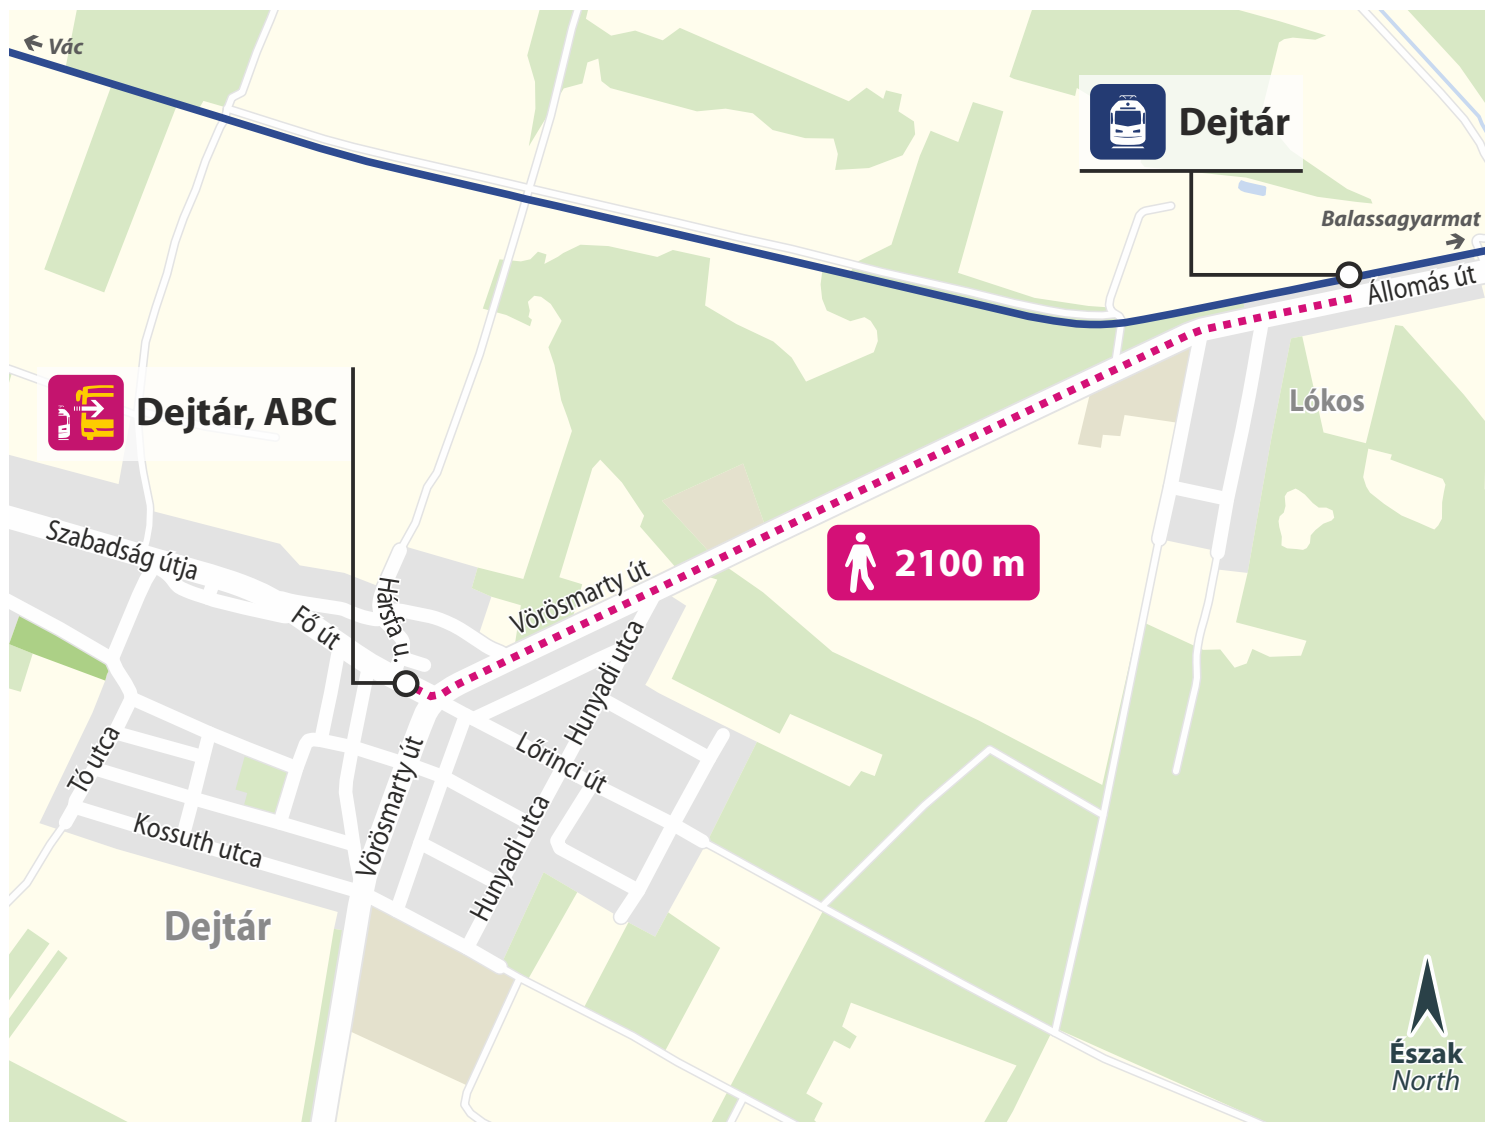 Vác
Dejtár
Balassagyarmat
Állomás út
Lókos
Dejtár, ABC
Szabadság útja
Fő út
Hársfa u.
Vörösmarty út
2100 m
Hunyadi utca
Lőrinci út
Tó utca
Vörösmarty út
Hunyadi utca
Kossuth utca
Dejtár
Észak
North